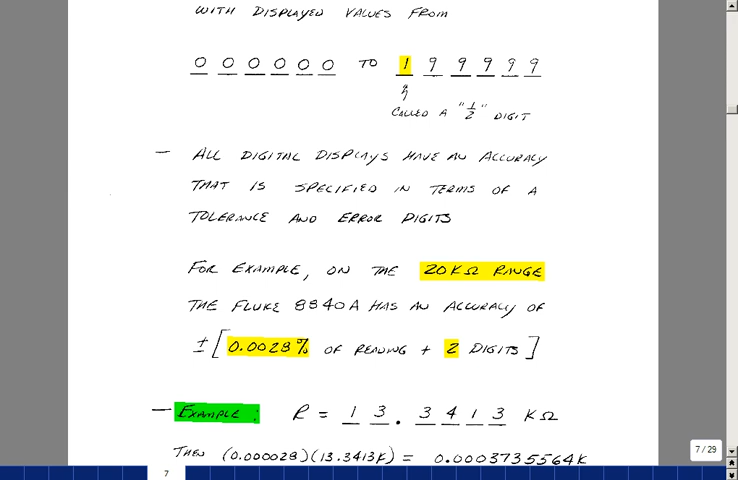 WITH DISPLAYED VALUES FROM
0 0 0 0 0 0 TO 1 9 9 9 9 9
CALLED A "1/2" DIGIT
— ALL DIGITAL DISPLAYS HAVE AN ACCURACY
THAT IS SPECIFIED IN TERMS OF A
TOLERANCE AND ERROR DIGITS
FOR EXAMPLE, ON THE 20KΩ RANGE
THE FLUKE 8840A HAS AN ACCURACY OF
± [0.0028% OF READING + 2 DIGITS]
— EXAMPLE: R = 1 3 . 3 4 1 3 KΩ
THEN (0.000028)(13.3413K) = 0.0003735564K
7 / 29
7